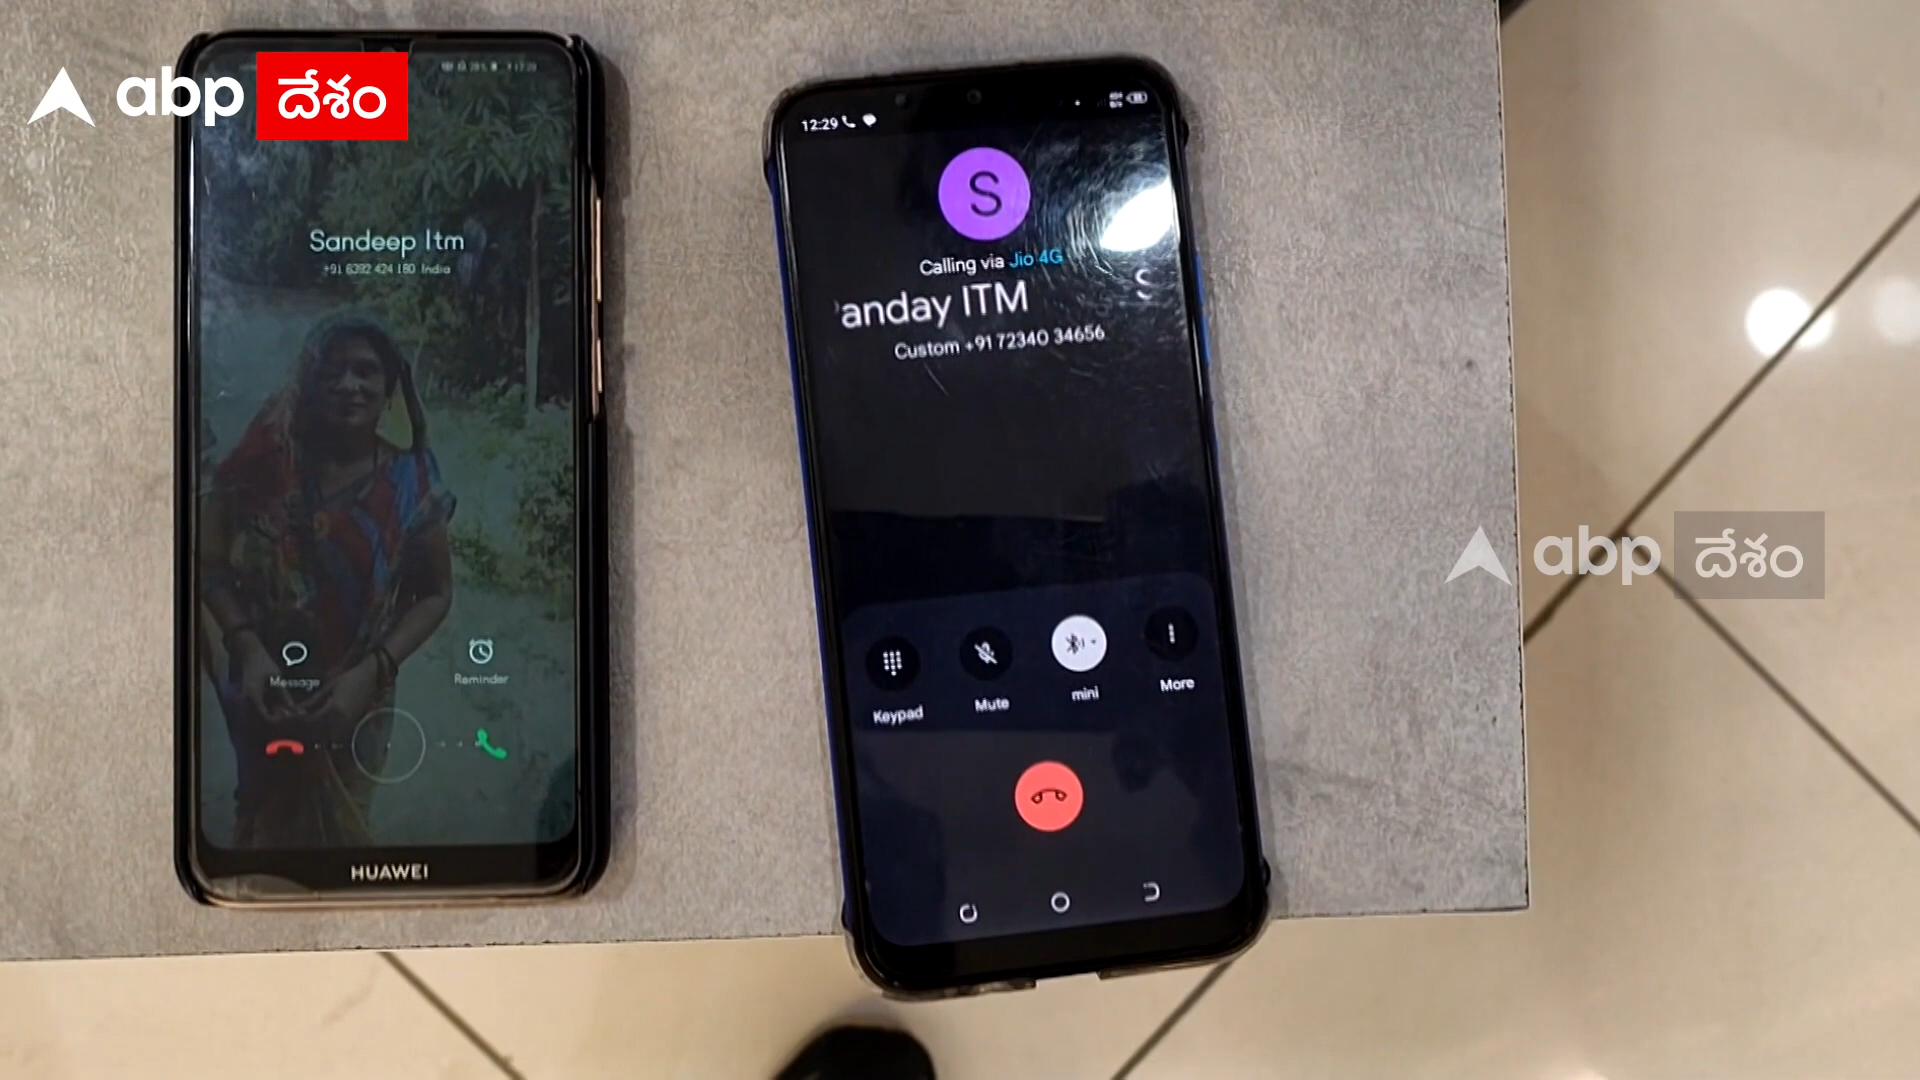 abp దేశం
Sandeep Itm
+91 6392 424 180 India
Message
Reminder
HUAWEI
12:29
S
Calling via Jio 4G
anday ITM
S
Custom +91 72340 34656
Keypad
Mute
mini
More
abp దేశం